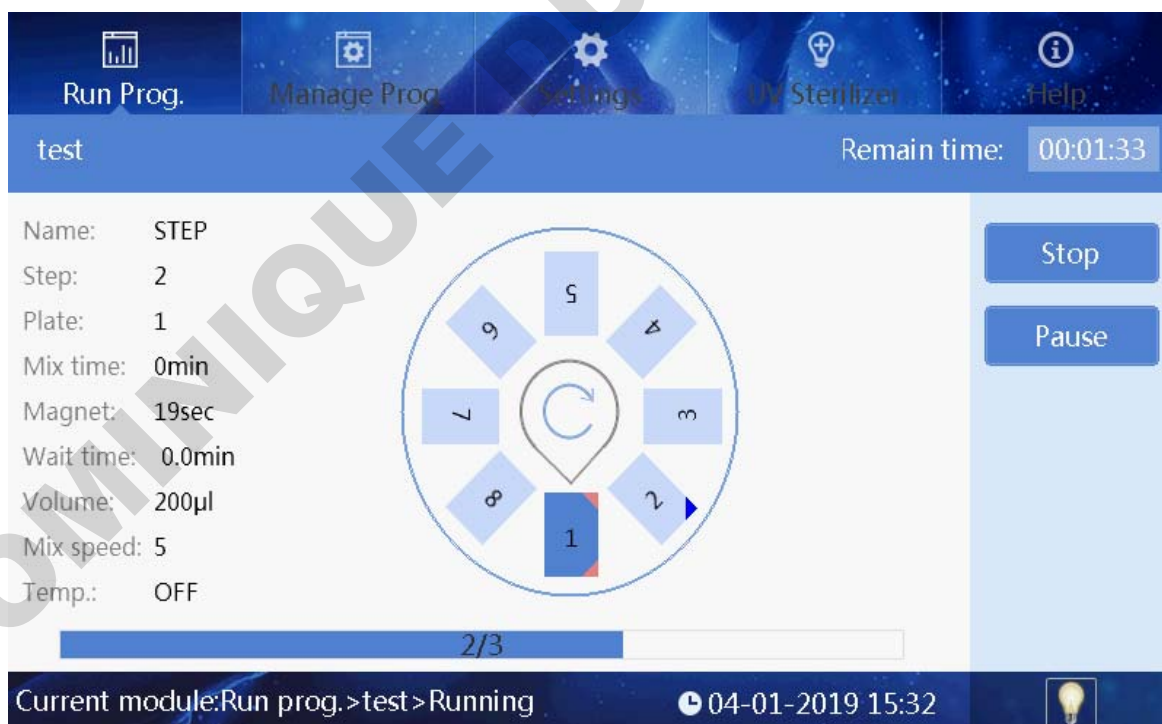 Run Prog.
Manage Prog.
Settings
UV Sterilizer
Help
test
Remain time: 00:01:33
Name: STEP
Step: 2
Plate: 1
Mix time: 0min
Magnet: 19sec
Wait time: 0.0min
Volume: 200μl
Mix speed: 5
Temp.: OFF
5
6
4
7
3
8
2
1
Stop
Pause
2/3
Current module:Run prog.>test>Running
04-01-2019 15:32